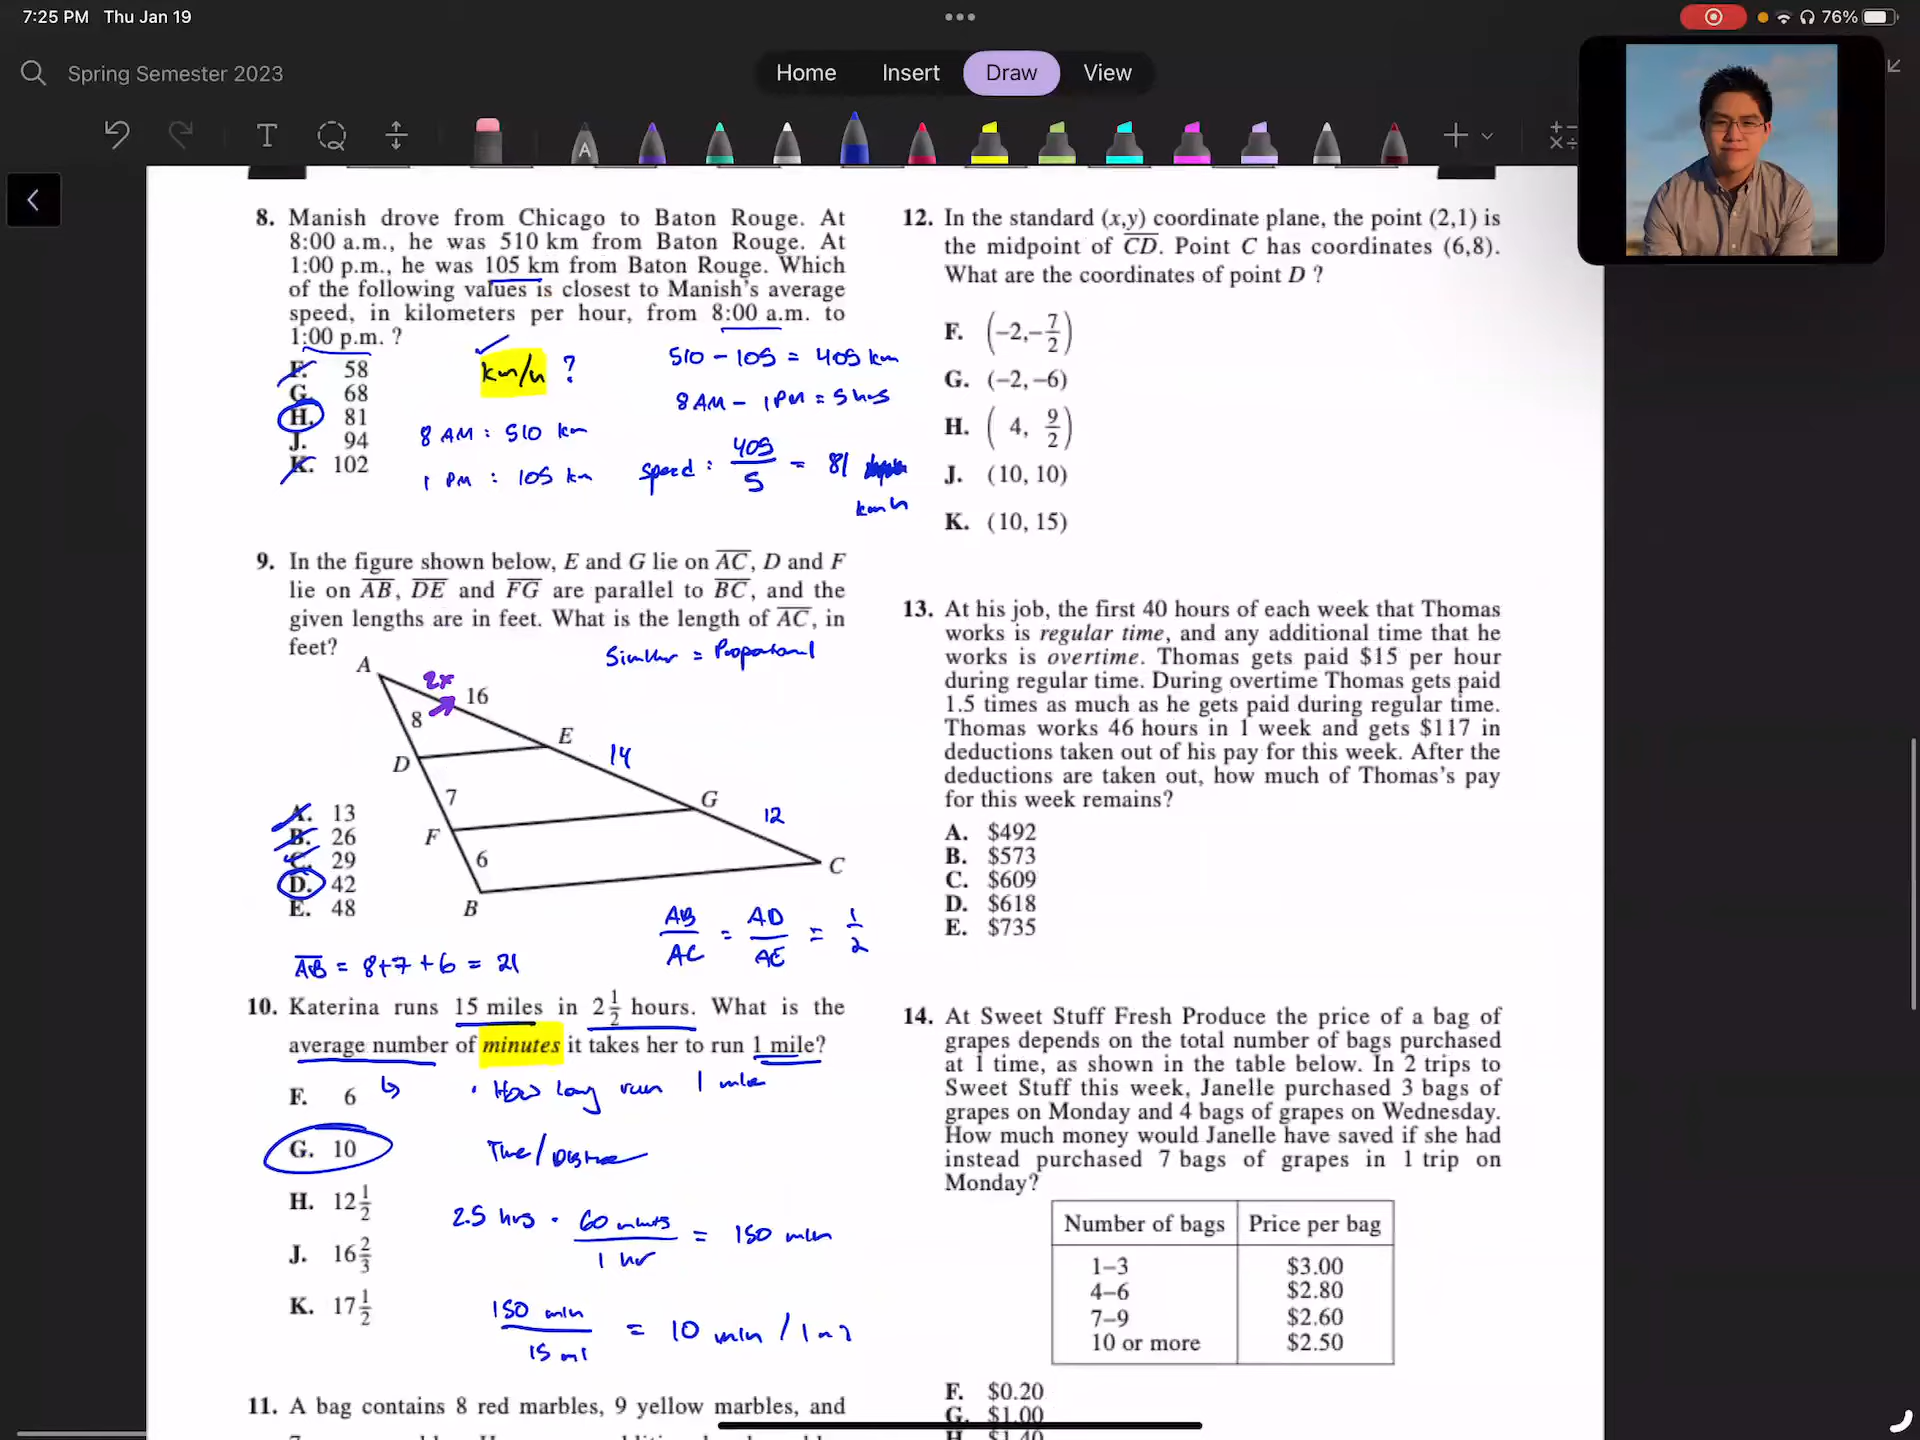 7:25 PM Thu Jan 19
76%
Spring Semester 2023
Home Insert Draw View
8. Manish drove from Chicago to Baton Rouge. At
8:00 a.m., he was 510 km from Baton Rouge. At
1:00 p.m., he was 105 km from Baton Rouge. Which
of the following values is closest to Manish's average
speed, in kilometers per hour, from 8:00 a.m. to
1:00 p.m. ?
F. 58
G. 68
H. 81
J. 94
K. 102
km/h ?
8 AM : 510 km
1 PM : 105 km
510 - 105 = 405 km
8 AM - 1 PM = 5 hrs
Speed : 405/5 = 81
km/h
9. In the figure shown below, E and G lie on AC, D and F
lie on AB, DE and FG are parallel to BC, and the
given lengths are in feet. What is the length of AC, in
feet?
Similar = Proportional
A
2x
16
8
E
14
D
7
G
12
F
6
C
B
A. 13
B. 26
C. 29
D. 42
E. 48
AB/AC = AD/AE = 1/2
AB = 8+7+6 = 21
10. Katerina runs 15 miles in 2 1/2 hours. What is the
average number of minutes it takes her to run 1 mile?
F. 6
G. 10
H. 12 1/2
J. 16 2/3
K. 17 1/2
• How long run 1 mile
Time/Distance
2.5 hrs · 60 minutes/1 hr = 150 min
150 min/15 mi = 10 min /
11. A bag contains 8 red marbles, 9 yellow marbles, and
12. In the standard (x,y) coordinate plane, the point (2,1) is
the midpoint of CD. Point C has coordinates (6,8).
What are the coordinates of point D ?
F. (-2,-7/2)
G. (-2,-6)
H. (4, 9/2)
J. (10, 10)
K. (10, 15)
13. At his job, the first 40 hours of each week that Thomas
works is regular time, and any additional time that he
works is overtime. Thomas gets paid $15 per hour
during regular time. During overtime Thomas gets paid
1.5 times as much as he gets paid during regular time.
Thomas works 46 hours in 1 week and gets $117 in
deductions taken out of his pay for this week. After the
deductions are taken out, how much of Thomas's pay
for this week remains?
A. $492
B. $573
C. $609
D. $618
E. $735
14. At Sweet Stuff Fresh Produce the price of a bag of
grapes depends on the total number of bags purchased
at 1 time, as shown in the table below. In 2 trips to
Sweet Stuff this week, Janelle purchased 3 bags of
grapes on Monday and 4 bags of grapes on Wednesday.
How much money would Janelle have saved if she had
instead purchased 7 bags of grapes in 1 trip on
Monday?
Number of bags Price per bag
1–3 $3.00
4–6 $2.80
7–9 $2.60
10 or more $2.50
F. $0.20
G. $1.00
H. $1.40